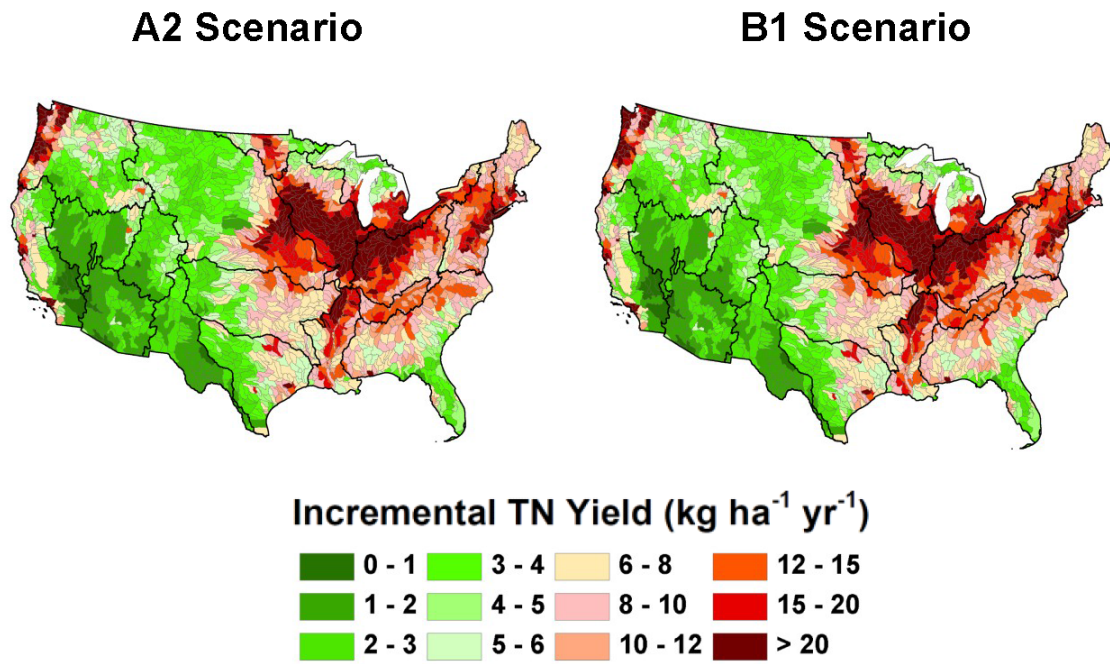 A2 Scenario
B1 Scenario
Incremental TN Yield (kg ha⁻¹ yr⁻¹)
0 - 1
3 - 4
6 - 8
12 - 15
1 - 2
4 - 5
8 - 10
15 - 20
2 - 3
5 - 6
10 - 12
> 20